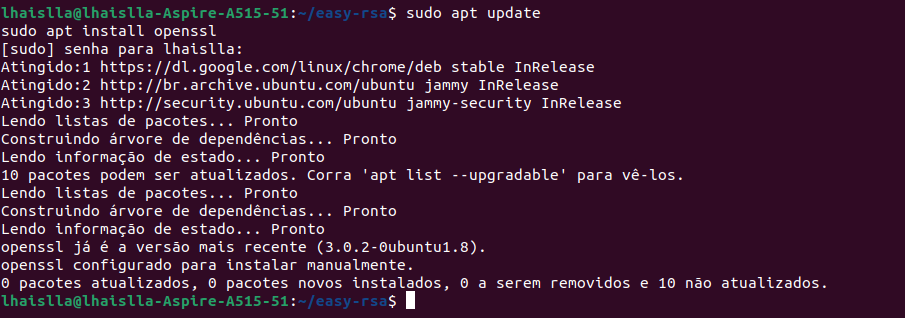 lhaislla@lhaislla-Aspire-A515-51:~/easy-rsa$ sudo apt update
sudo apt install openssl
[sudo] senha para lhaislla:
Atingido:1 https://dl.google.com/linux/chrome/deb stable InRelease
Atingido:2 http://br.archive.ubuntu.com/ubuntu jammy InRelease
Atingido:3 http://security.ubuntu.com/ubuntu jammy-security InRelease
Lendo listas de pacotes... Pronto
Construindo árvore de dependências... Pronto
Lendo informação de estado... Pronto
10 pacotes podem ser atualizados. Corra 'apt list --upgradable' para vê-los.
Lendo listas de pacotes... Pronto
Construindo árvore de dependências... Pronto
Lendo informação de estado... Pronto
openssl já é a versão mais recente (3.0.2-0ubuntu1.8).
openssl configurado para instalar manualmente.
0 pacotes atualizados, 0 pacotes novos instalados, 0 a serem removidos e 10 não atualizados.
lhaislla@lhaislla-Aspire-A515-51:~/easy-rsa$